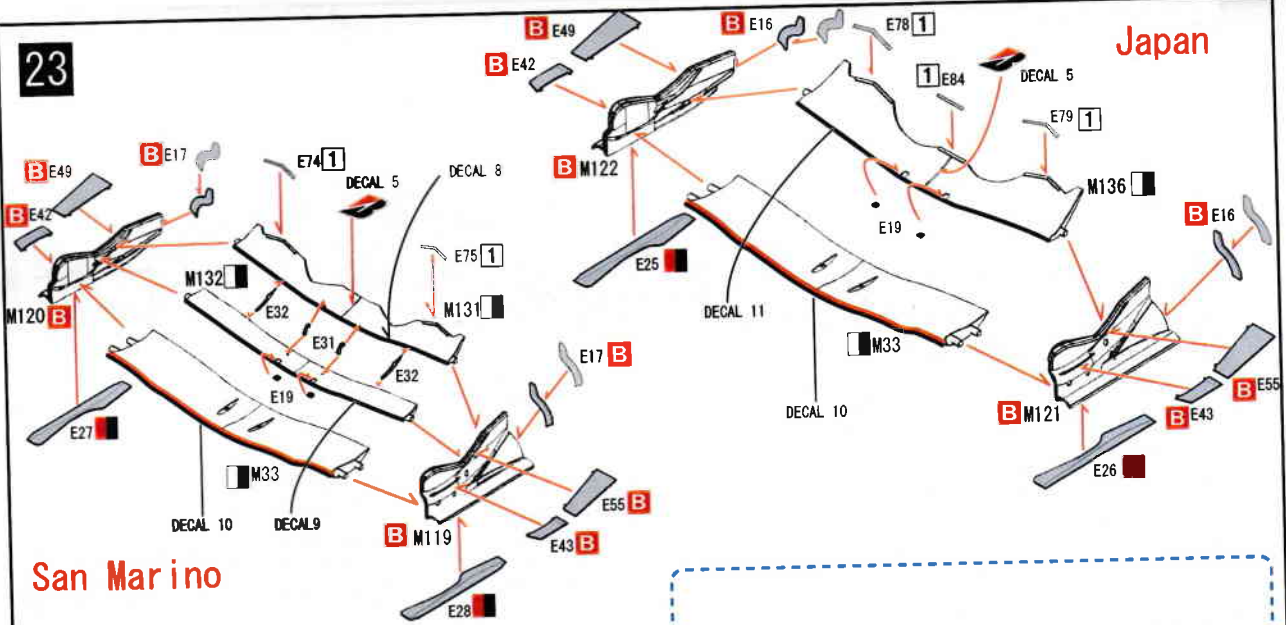 23
B E49
B E42
B E16
E78 1
1 E84
DECAL 5
E79 1
Japan
B M122
M136
E19
B E16
E25
DECAL 11
M33
DECAL 10
B M121
B E43
B E55
E26
B E49
B E42
B E17
E74 1
DECAL 5
DECAL 8
E75 1
M132
M131
M120 B
E32
E31
E32
E19
E17 B
E27
M33
DECAL 10
DECAL9
B M119
E55 B
E43 B
E28
San Marino